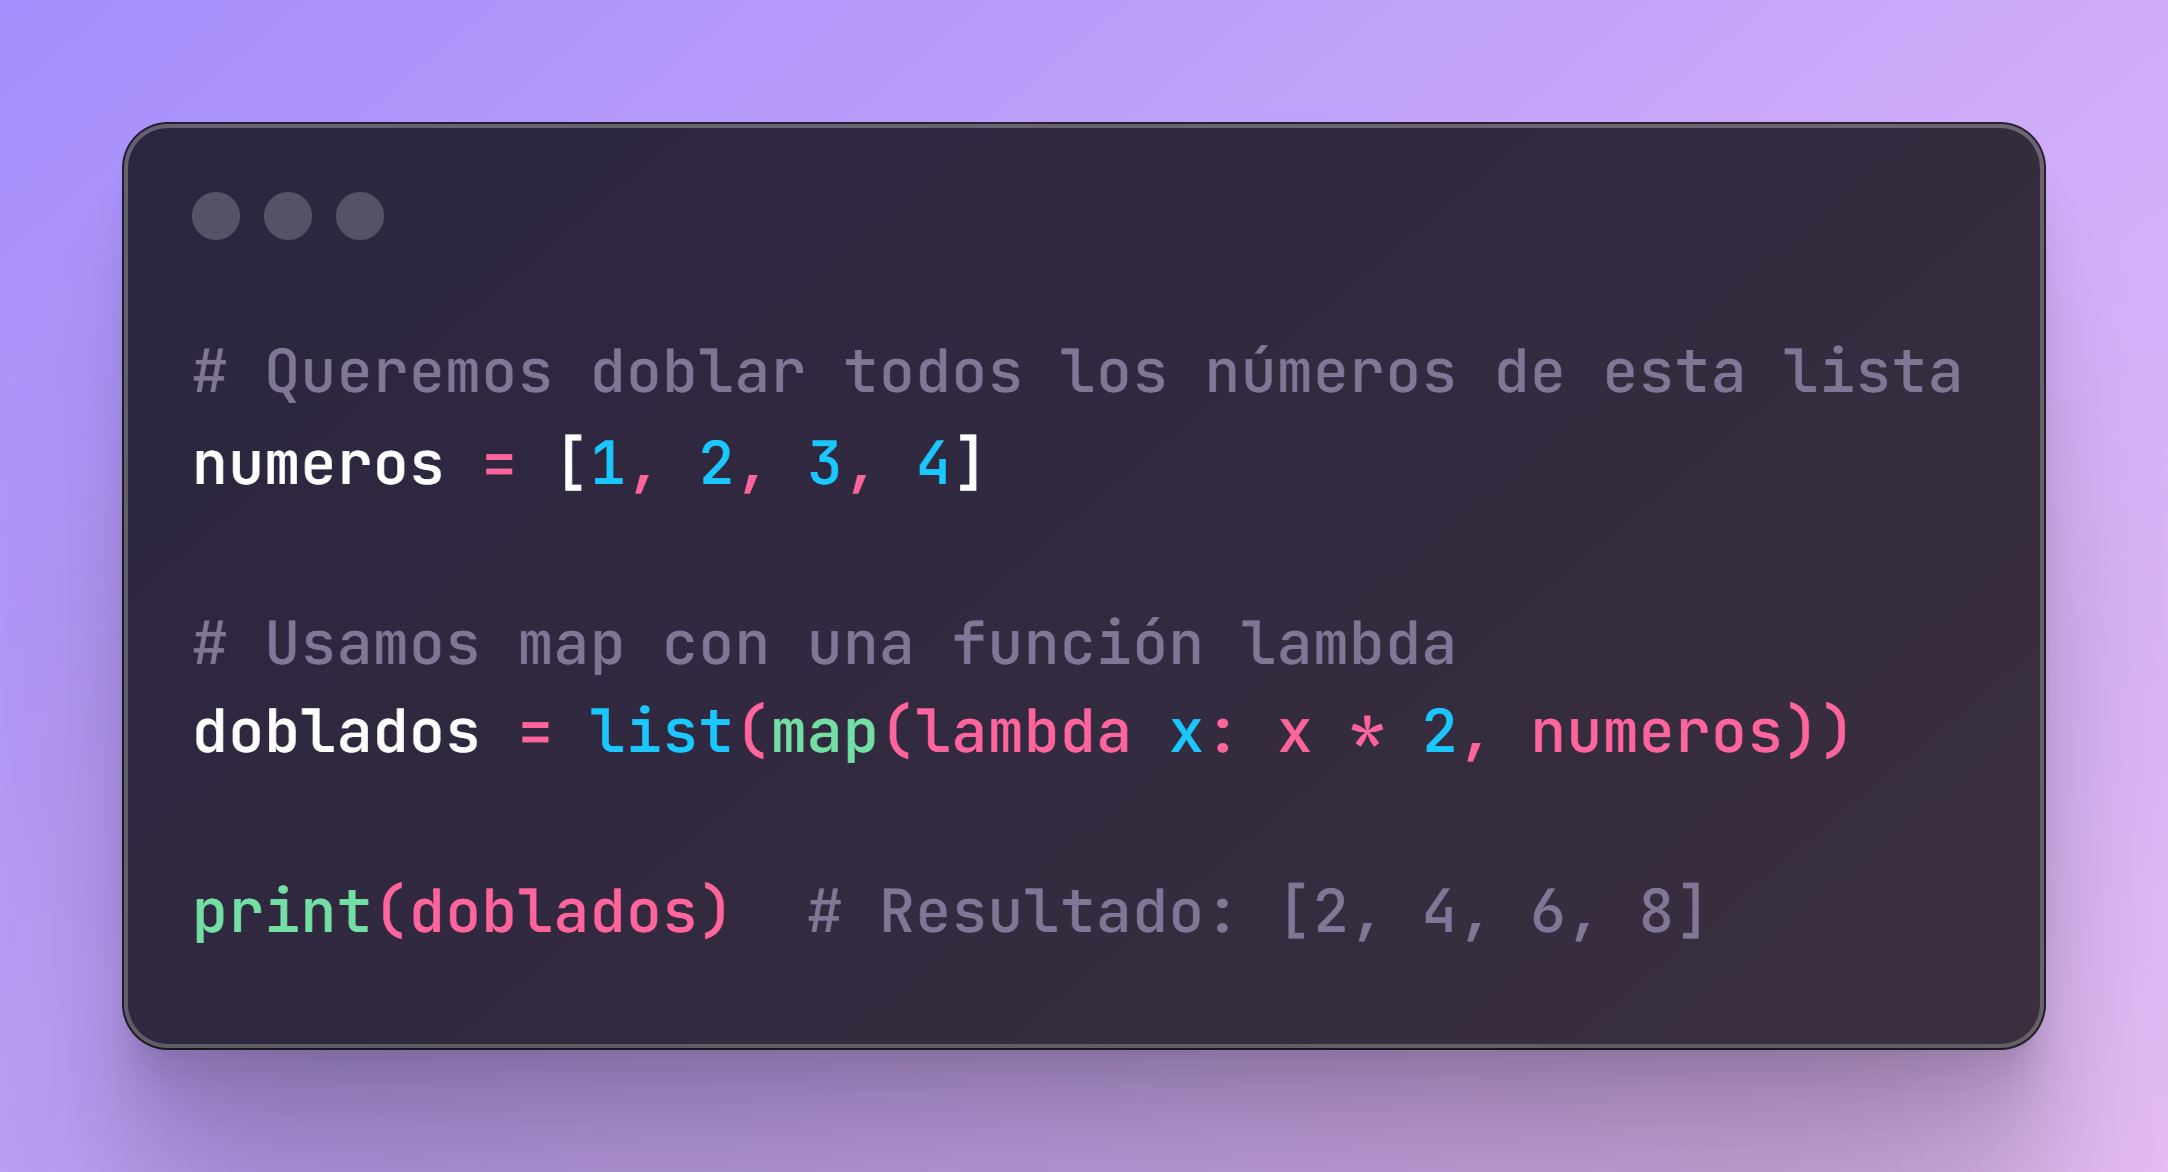 # Queremos doblar todos los números de esta lista
numeros = [1, 2, 3, 4]
# Usamos map con una función lambda
doblados = list(map(lambda x: x * 2, numeros))
print(doblados)  # Resultado: [2, 4, 6, 8]